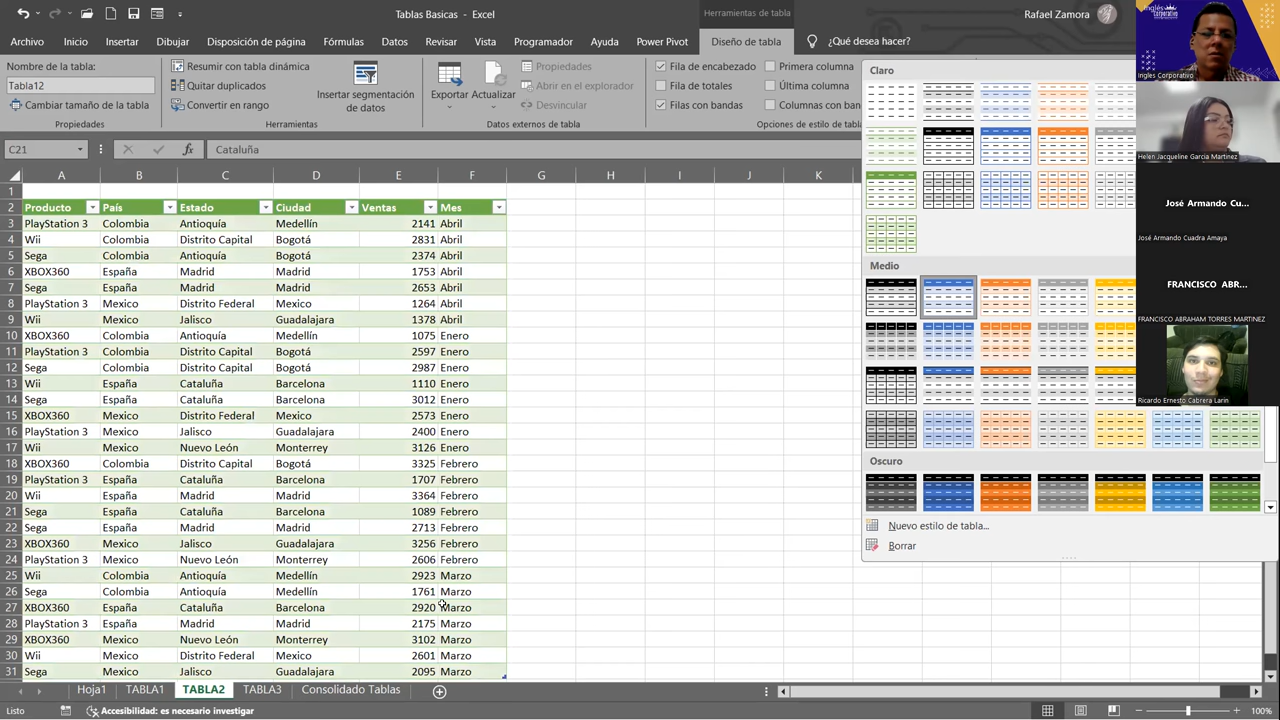 Tablas Basicas - Excel
Herramientas de tabla
Rafael Zamora
Archivo Inicio Insertar Dibujar Disposición de página Fórmulas Datos Revisar Vista Programador Ayuda Power Pivot Diseño de tabla ¿Qué desea hacer?
Nombre de la tabla:
Tabla12
Cambiar tamaño de la tabla
Propiedades
Resumir con tabla dinámica
Quitar duplicados
Convertir en rango
Herramientas
Insertar segmentación
de datos
Exportar Actualizar
Propiedades
Abrir en el explorador
Desvincular
Datos externos de tabla
Fila de encabezado Primera columna
Fila de totales Última columna
Filas con bandas Columnas con ban
Opciones de estilo de tabl
C21 fx Cataluña
A B C D E F G H I J K
1
2 Producto País Estado Ciudad Ventas Mes
3 PlayStation 3 Colombia Antioquía Medellín 2141 Abril
4 Wii Colombia Distrito Capital Bogotá 2831 Abril
5 Sega Colombia Antioquía Bogotá 2374 Abril
6 XBOX360 España Madrid Madrid 1753 Abril
7 Sega España Madrid Madrid 2653 Abril
8 PlayStation 3 Mexico Distrito Federal Mexico 1264 Abril
9 Wii Mexico Jalisco Guadalajara 1378 Abril
10 XBOX360 Colombia Antioquía Medellín 1075 Enero
11 PlayStation 3 Colombia Distrito Capital Bogotá 2597 Enero
12 Sega Colombia Distrito Capital Bogotá 2987 Enero
13 Wii España Cataluña Barcelona 1110 Enero
14 Sega España Cataluña Barcelona 3012 Enero
15 XBOX360 Mexico Distrito Federal Mexico 2573 Enero
16 PlayStation 3 Mexico Jalisco Guadalajara 2400 Enero
17 Wii Mexico Nuevo León Monterrey 3126 Enero
18 XBOX360 Colombia Distrito Capital Bogotá 3325 Febrero
19 PlayStation 3 España Cataluña Barcelona 1707 Febrero
20 Wii España Madrid Madrid 3364 Febrero
21 Sega España Cataluña Barcelona 1089 Febrero
22 Sega España Madrid Madrid 2713 Febrero
23 XBOX360 Mexico Jalisco Guadalajara 3256 Febrero
24 PlayStation 3 Mexico Nuevo León Monterrey 2606 Febrero
25 Wii Colombia Antioquía Medellín 2923 Marzo
26 Sega Colombia Antioquía Medellín 1761 Marzo
27 XBOX360 España Cataluña Barcelona 2920 Marzo
28 PlayStation 3 España Madrid Madrid 2175 Marzo
29 XBOX360 Mexico Nuevo León Monterrey 3102 Marzo
30 Wii Mexico Distrito Federal Mexico 2601 Marzo
31 Sega Mexico Jalisco Guadalajara 2095 Marzo
Claro
Medio
Oscuro
Nuevo estilo de tabla...
Borrar
Inglés
corporativo
Ingles Corporativo
Helen Jacqueline Garcia Martinez
José Armando Cu...
José Armando Cuadra Amaya
FRANCISCO ABR...
FRANCISCO ABRAHAM TORRES MARTINEZ
Ricardo Ernesto Cabrera Larin
Hoja1 TABLA1 TABLA2 TABLA3 Consolidado Tablas
Listo Accesibilidad: es necesario investigar 100%